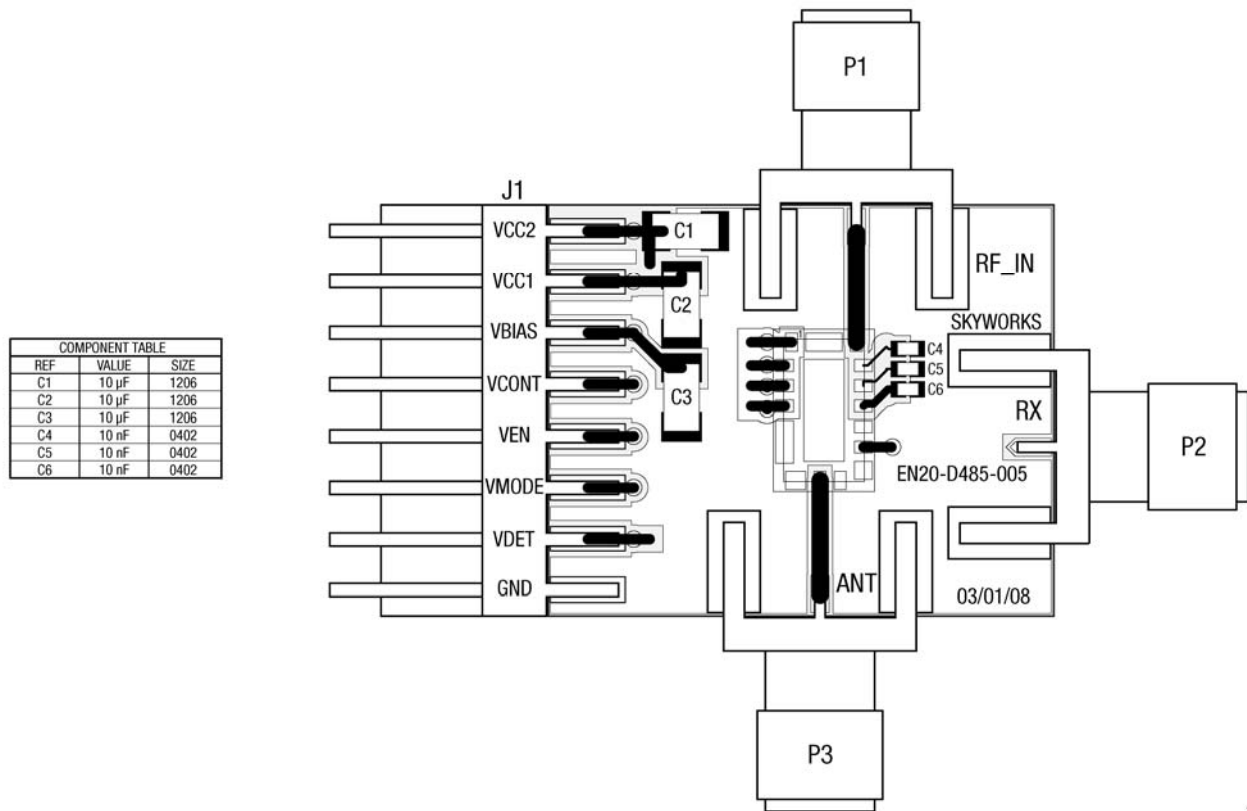 COMPONENT TABLE
REF VALUE SIZE
C1 10 µF 1206
C2 10 µF 1206
C3 10 µF 1206
C4 10 nF 0402
C5 10 nF 0402
C6 10 nF 0402
J1
VCC2
VCC1
VBIAS
VCONT
VEN
VMODE
VDET
GND
C1
C2
C3
P1
RF_IN
SKYWORKS
1
C4
C5
C6
RX
P2
EN20-D485-005
ANT
03/01/08
P3